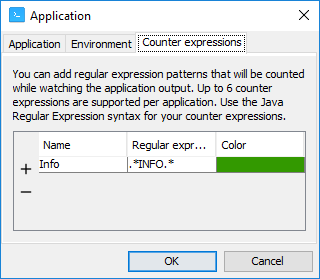 Application
Application Environment Counter expressions
You can add regular expression patterns that will be counted
while watching the application output. Up to 6 counter
expressions are supported per application. Use the Java
Regular Expression syntax for your counter expressions.
Name Regular expr... Color
Info .*INFO.*
OK Cancel